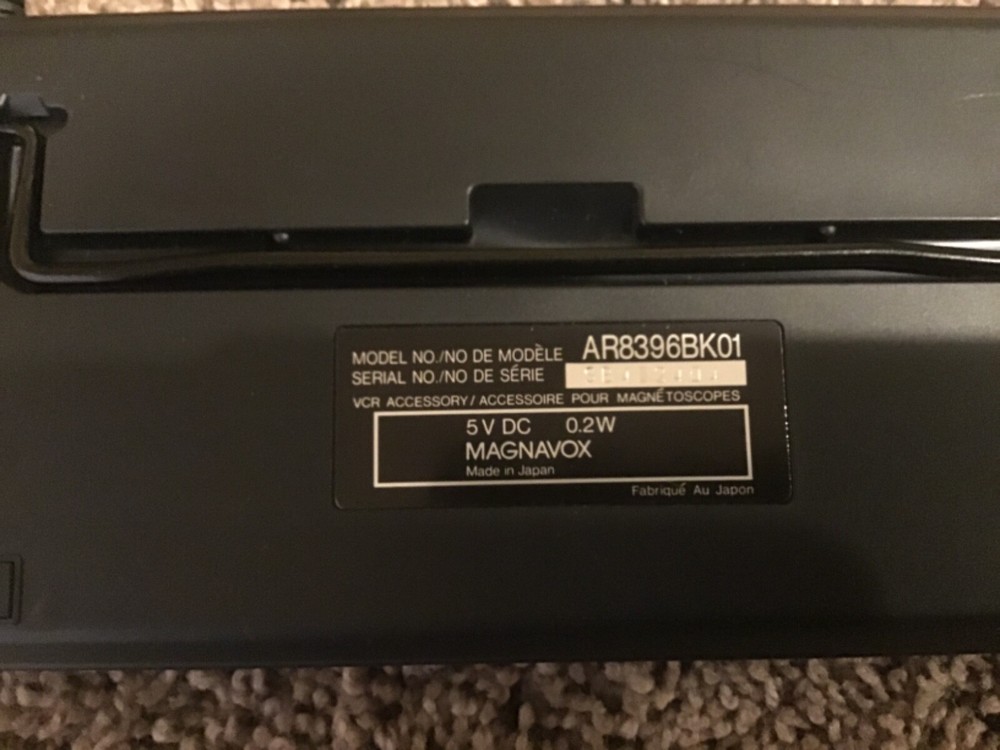 MODEL NO./NO DE MODÈLE AR8396BK01
SERIAL NO./NO DE SÉRIE
VCR ACCESSORY/ACCESSOIRE POUR MAGNÉTOSCOPES
5V DC 0.2W
MAGNAVOX
Made in Japan
Fabriqué Au Japon